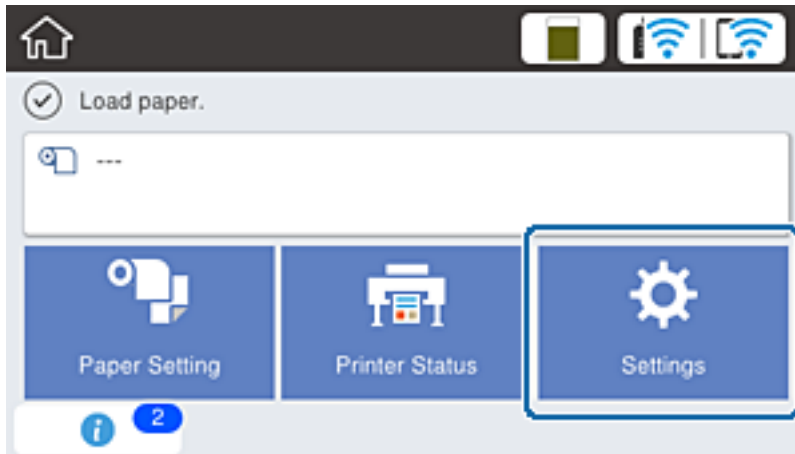 Load paper.
---
Paper Setting
Printer Status
Settings
i
2